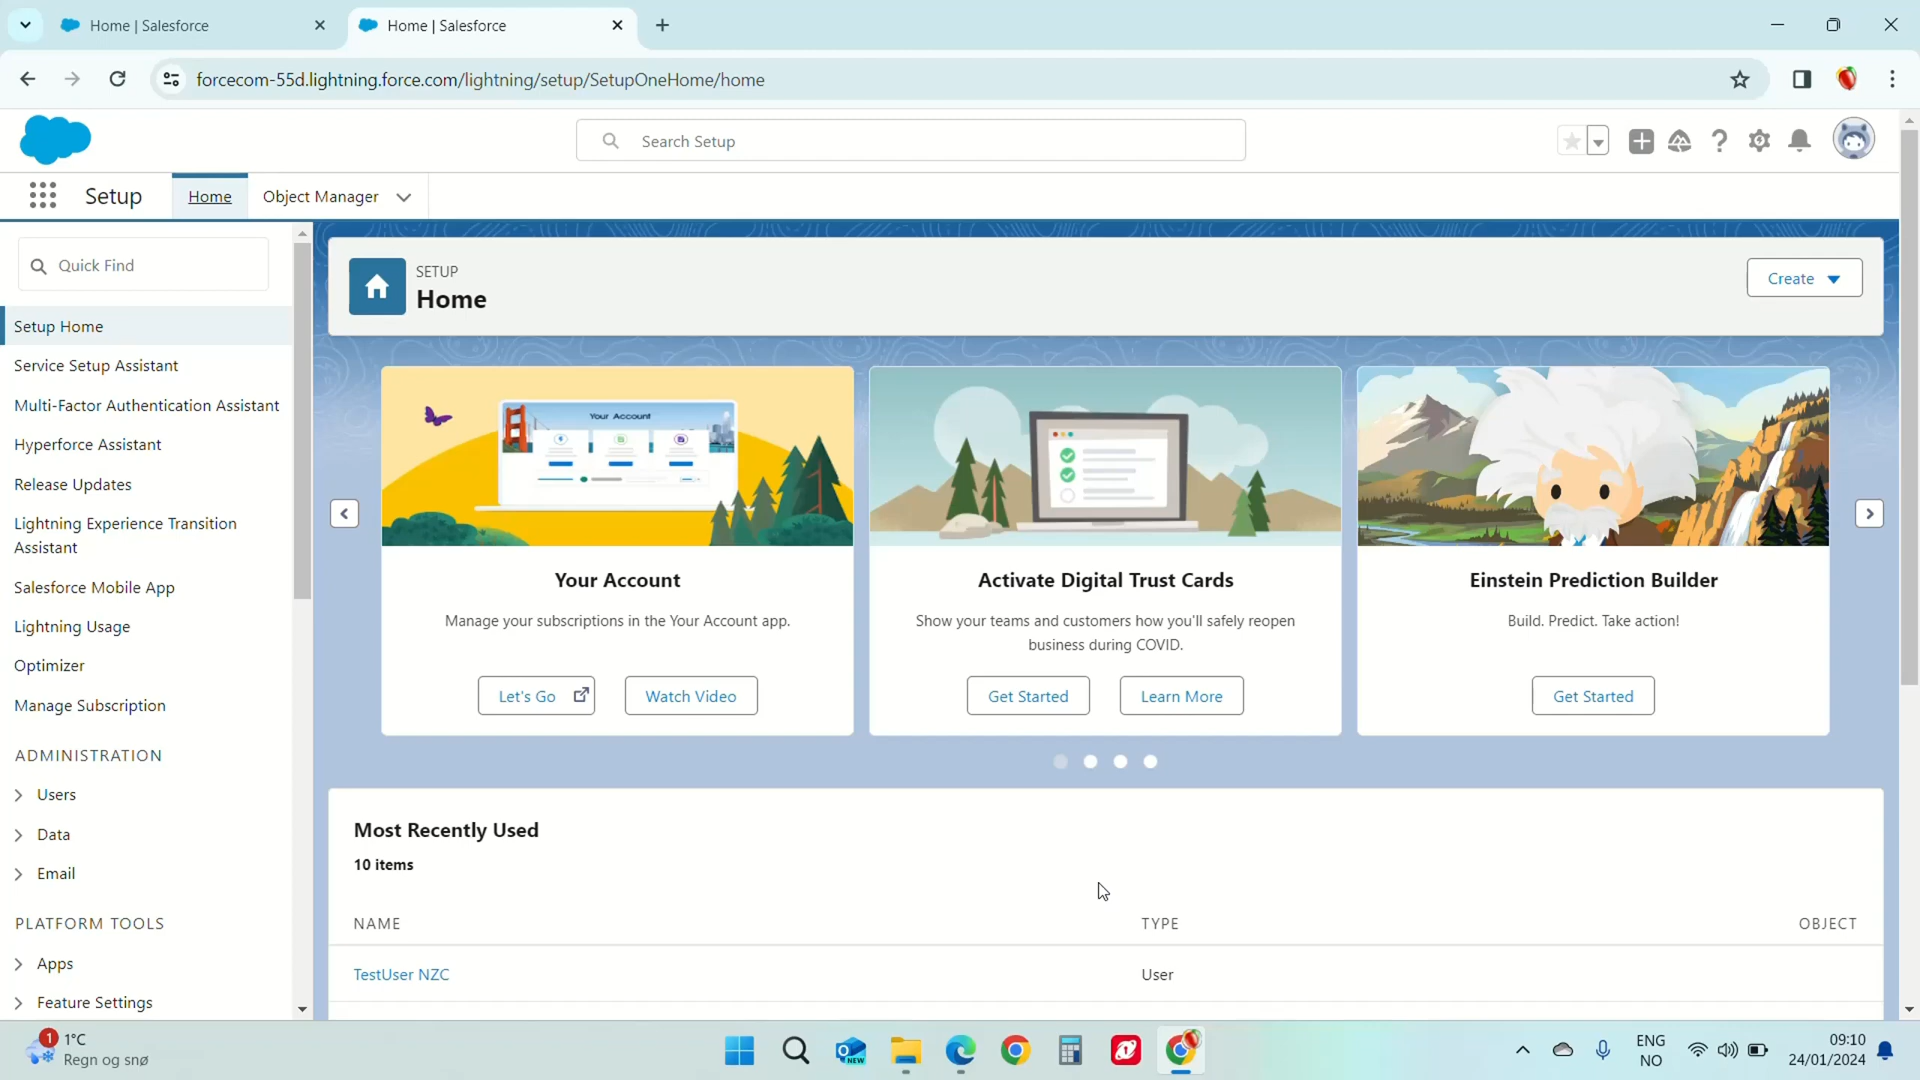 Home | Salesforce
Home | Salesforce
forcecom-55d.lightning.force.com/lightning/setup/SetupOneHome/home
Search Setup
Setup
Home
Object Manager
Quick Find
Setup Home
Service Setup Assistant
Multi-Factor Authentication Assistant
Hyperforce Assistant
Release Updates
Lightning Experience Transition
Assistant
Salesforce Mobile App
Lightning Usage
Optimizer
Manage Subscription
ADMINISTRATION
Users
Data
Email
PLATFORM TOOLS
Apps
Feature Settings
SETUP
Home
Create
Your Account
Your Account
Manage your subscriptions in the Your Account app.
Let's Go
Watch Video
Activate Digital Trust Cards
Show your teams and customers how you'll safely reopen
business during COVID.
Get Started
Learn More
Einstein Prediction Builder
Build. Predict. Take action!
Get Started
Most Recently Used
10 items
NAME TYPE OBJECT
TestUser NZC User
1
1°C
Regn og snø
NEW
ENG
NO
09:10
24/01/2024